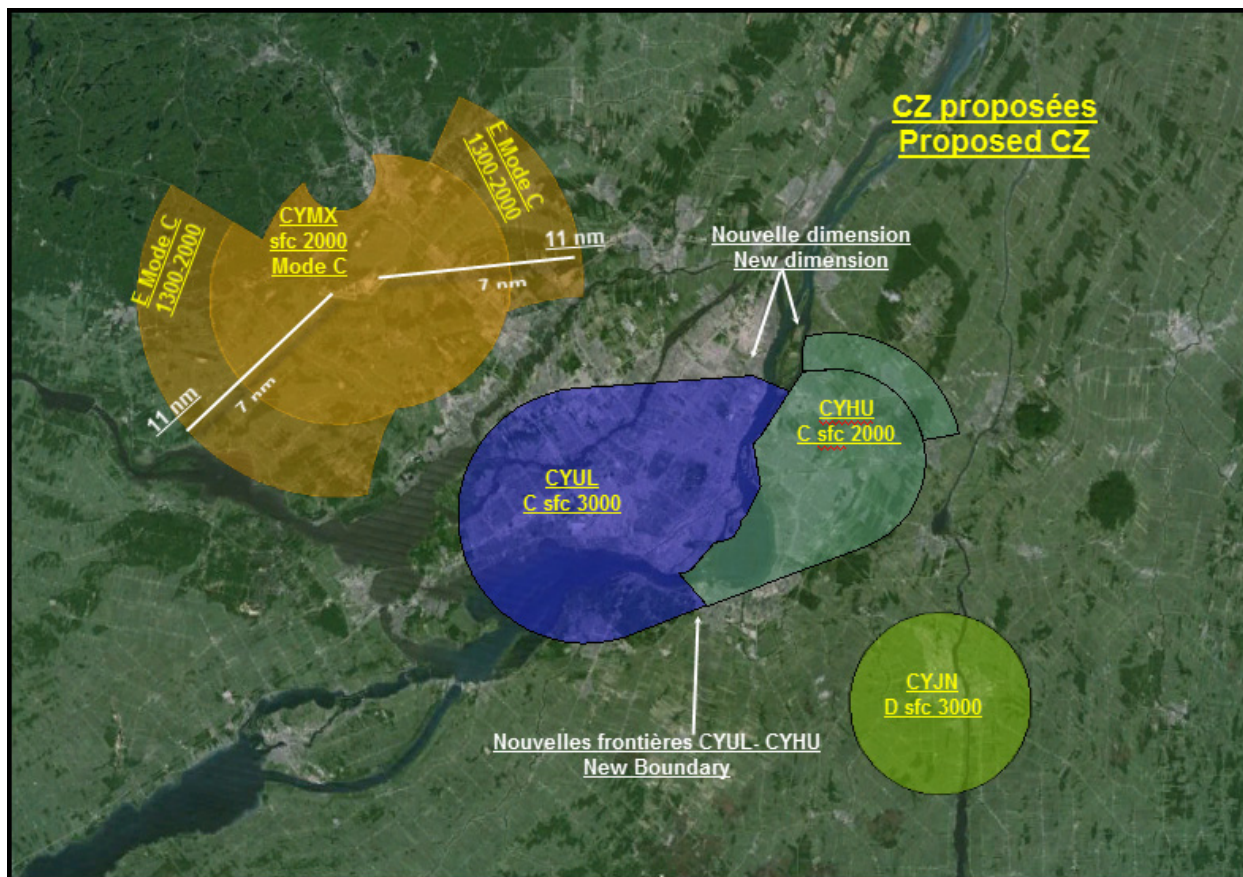 CZ proposées
Proposed CZ
E Mode C
1300-2000
CYMX
sfc 2000
Mode C
E Mode C
1300-2000
11 nm
7 nm
11 nm
7 nm
Nouvelle dimension
New dimension
CYHU
C sfc 2000
CYUL
C sfc 3000
CYJN
D sfc 3000
Nouvelles frontières CYUL- CYHU
New Boundary